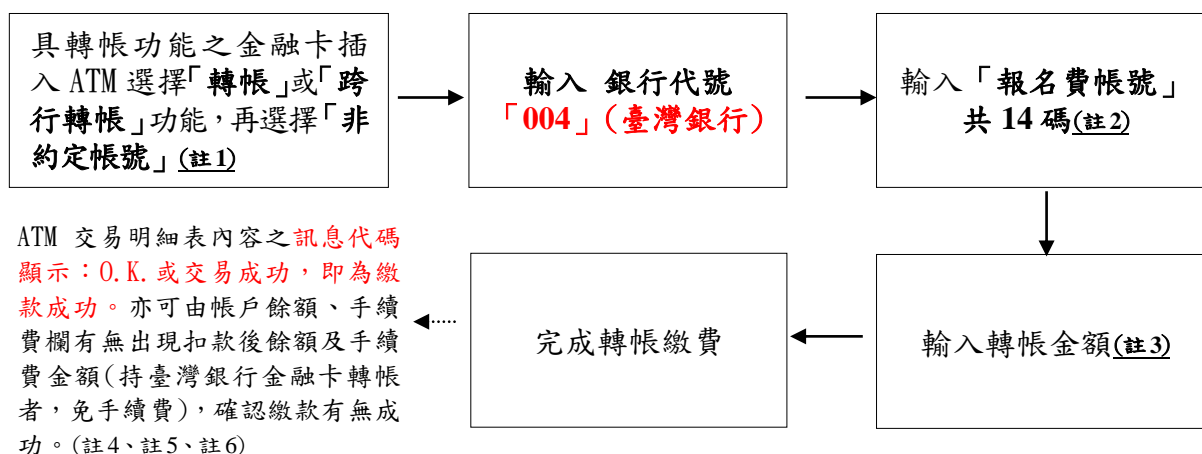 具轉帳功能之金融卡插
入 ATM 選擇「轉帳」或「跨
行轉帳」功能，再選擇「非
約定帳號」(註1)
輸入 銀行代號
「004」(臺灣銀行)
輸入「報名費帳號」
共 14 碼(註2)
輸入轉帳金額(註3)
完成轉帳繳費
ATM 交易明細表內容之訊息代碼
顯示：O.K.或交易成功，即為繳
款成功。亦可由帳戶餘額、手續
費欄有無出現扣款後餘額及手續
費金額(持臺灣銀行金融卡轉帳
者，免手續費)，確認繳款有無成
功。(註4、註5、註6)